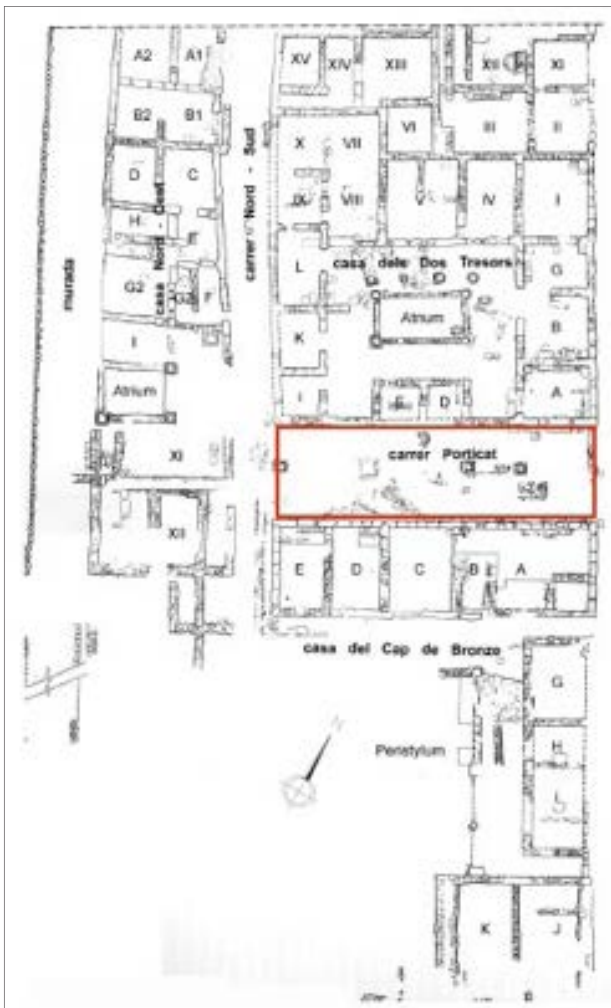 A2 A1
XV XIV XIII XII XI
B2 B1
VI III II
X VII
D C
carrer Nord - Sud
casa Nord - Oest
H
IX VIII V IV I
E
murada
casa dels Dos Tresors
L G
G2 F
Atrium
B
I K
Atrium
I E D A
carrer Porticat
XI
XII
E D C B A
casa del Cap de Bronze
G
N
Peristylum
H
K J